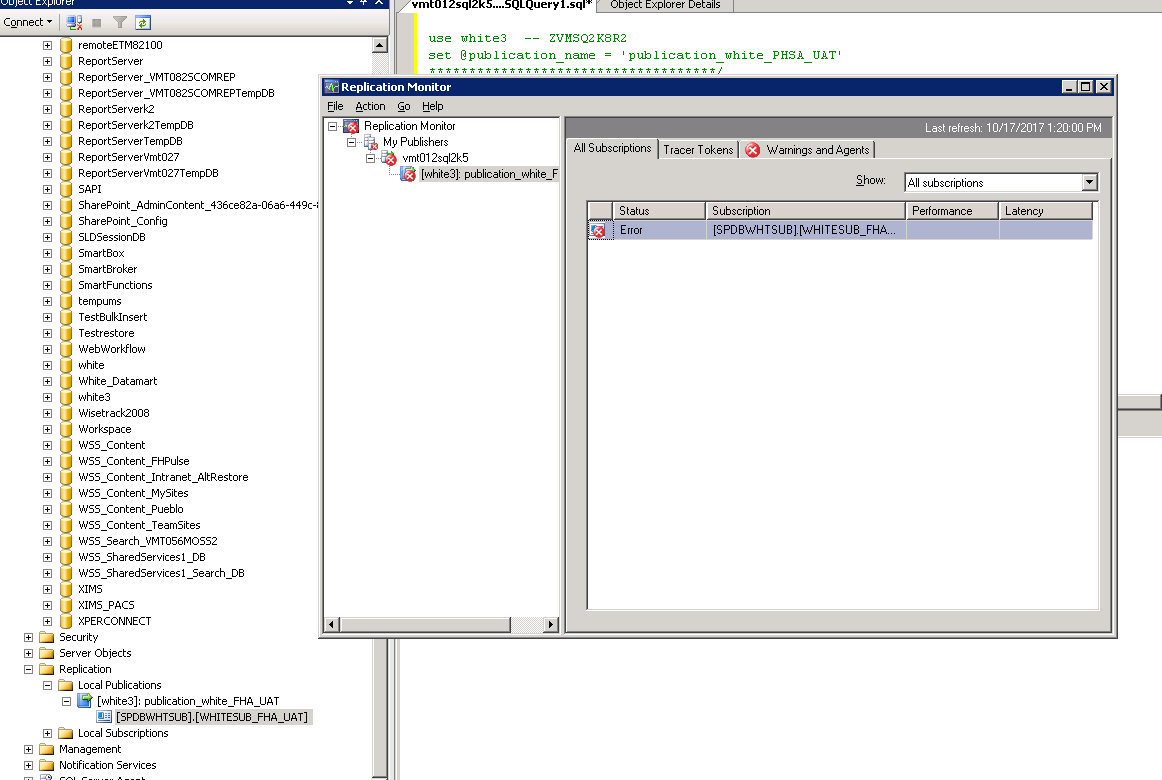 Object Explorer
Connect
remoteETM82100
ReportServer
ReportServer_VMT082SCOMREP
ReportServer_VMT082SCOMREPTempDB
ReportServerk2
ReportServerk2TempDB
ReportServerTempDB
ReportServerVmt027
ReportServerVmt027TempDB
SAPI
SharePoint_AdminContent_436ce82a-06a6-449c-
SharePoint_Config
SLDSessionDB
SmartBox
SmartBroker
SmartFunctions
tempums
TestBulkInsert
Testrestore
WebWorkflow
white
White_Datamart
white3
Wisetrack2008
Workspace
WSS_Content
WSS_Content_FHPulse
WSS_Content_Intranet_AltRestore
WSS_Content_MySites
WSS_Content_Pueblo
WSS_Content_TeamSites
WSS_Search_VMT056MOSS2
WSS_SharedServices1_DB
WSS_SharedServices1_Search_DB
XIMS
XIMS_PACS
XPERCONNECT
Security
Server Objects
Replication
Local Publications
[white3]: publication_white_FHA_UAT
[SPDBWHTSUB].[WHITESUB_FHA_UAT]
Local Subscriptions
Management
Notification Services
SQL Server Agent
vmt012sql2k5....SQLQuery1.sql* Object Explorer Details
use white3 -- ZVMSQ2K8R2
set @publication_name = 'publication_white_PHSA_UAT'
************************************/
Replication Monitor
File Action Go Help
Replication Monitor
My Publishers
vmt012sql2k5
[white3]: publication_white_F
Last refresh: 10/17/2017 1:20:00 PM
All Subscriptions Tracer Tokens Warnings and Agents
Show: All subscriptions
Status Subscription Performance Latency
Error [SPDBWHTSUB].[WHITESUB_FHA...